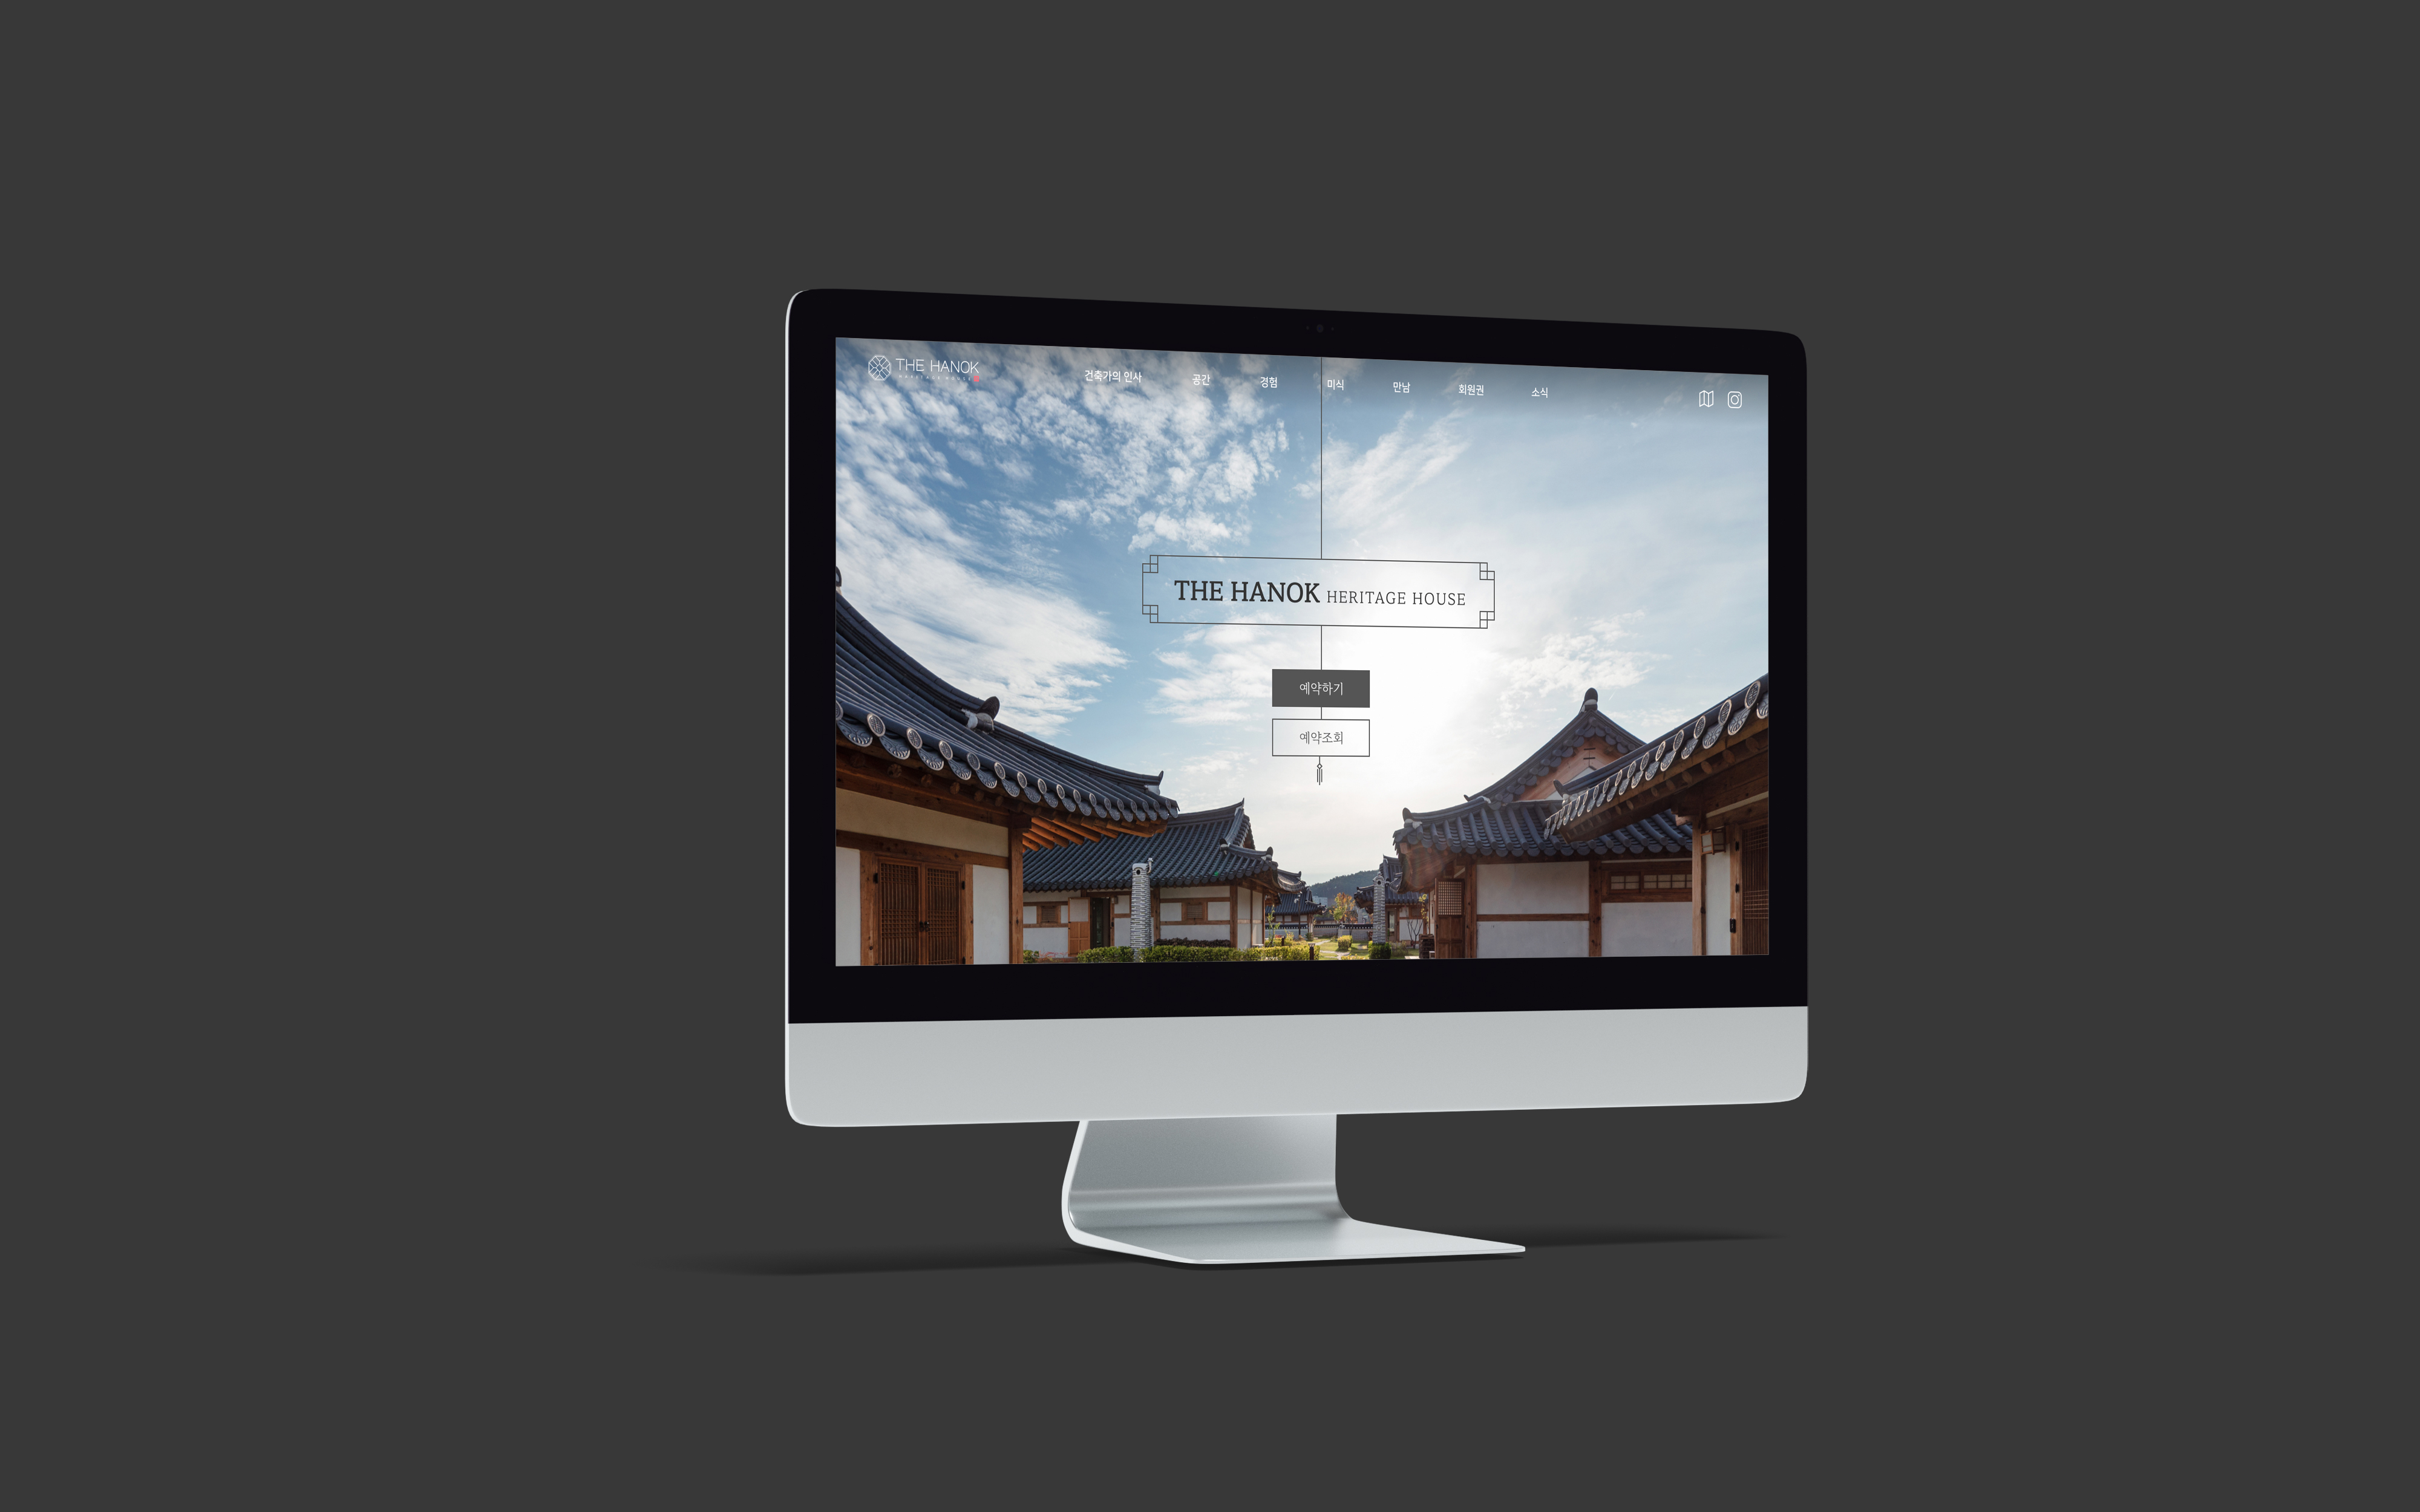 THE HANOK
HERITAGE HOUSE
건축가의 인사 공간 경험 미식 만남 회원권 소식
THE HANOK HERITAGE HOUSE
예약하기
예약조회